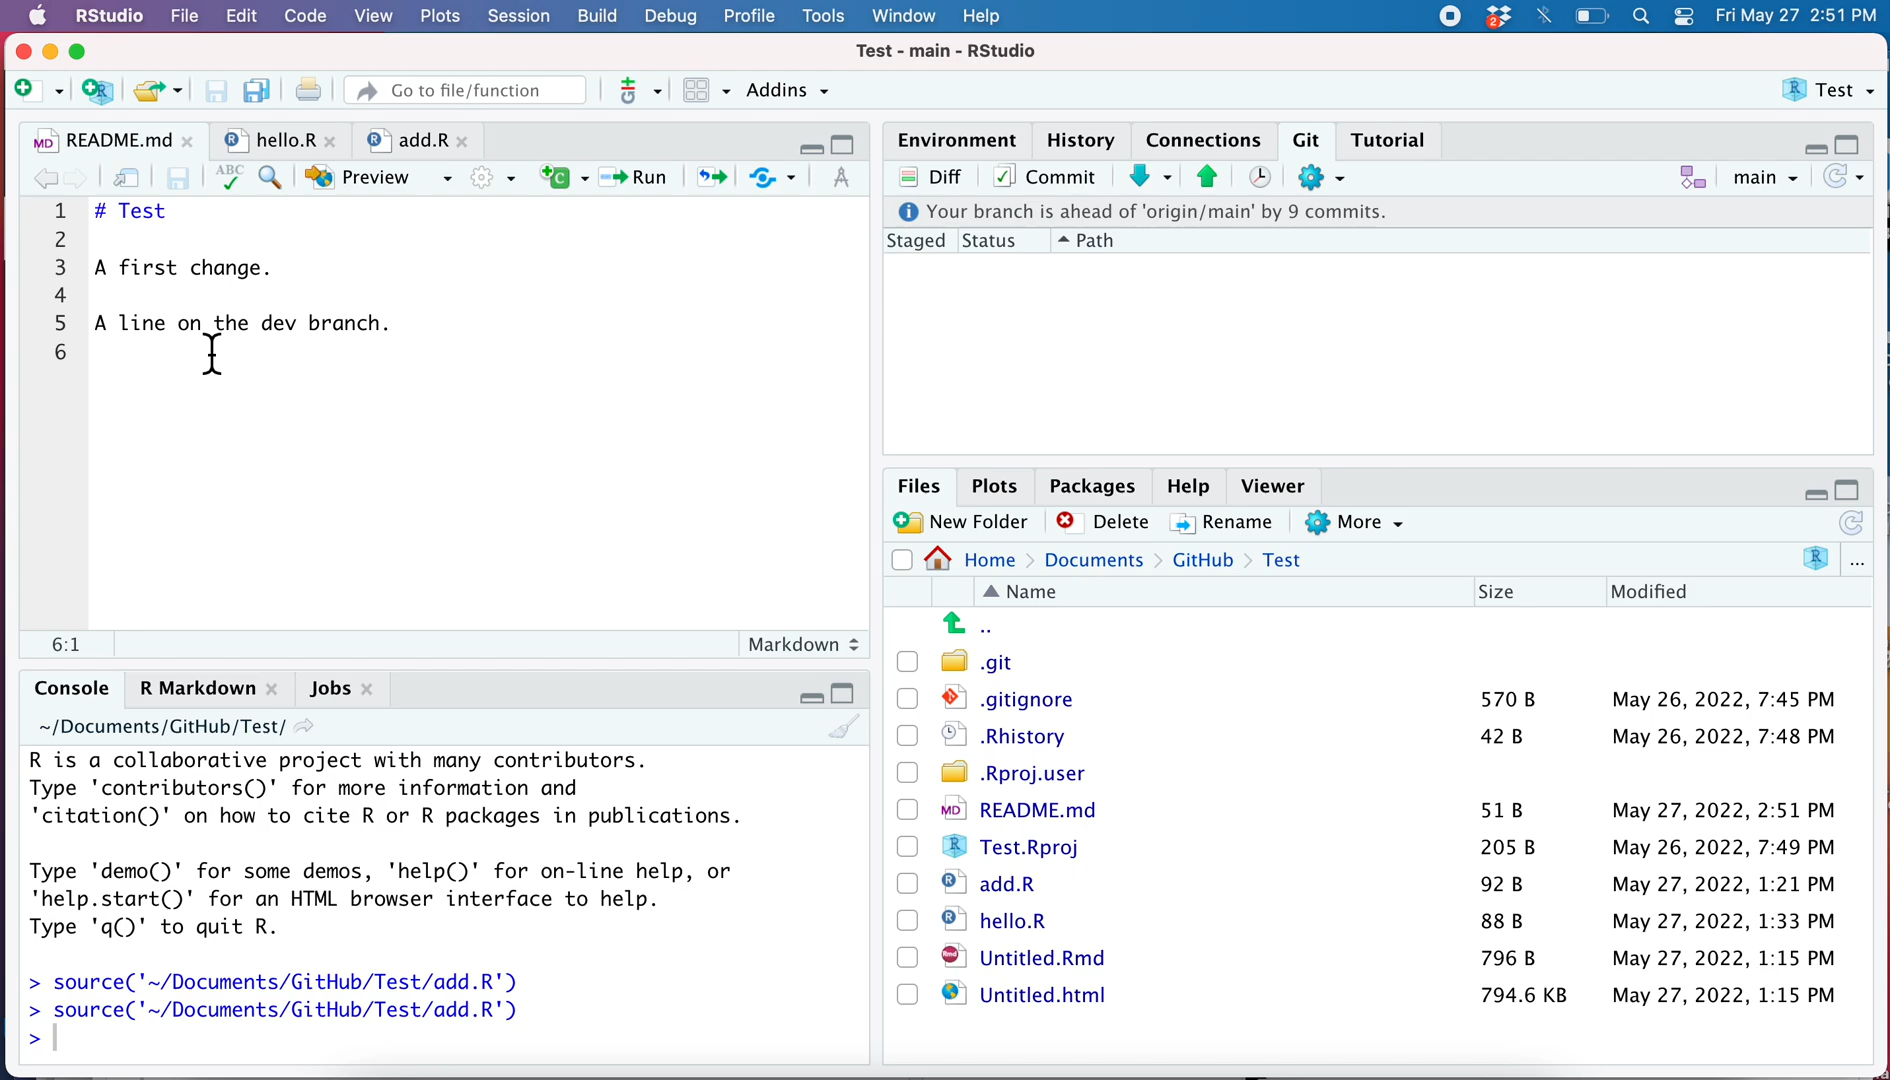 RStudio File Edit Code View Plots Session Build Debug Profile Tools Window Help 2 Fri May 27 2:51 PM
Test - main - RStudio
Go to file/function Addins Test
README.md hello.R add.R
ABC Preview Run
1 # Test
2
3 A first change.
4
5 A line on the dev branch.
6
6:1 Markdown
Console R Markdown Jobs
~/Documents/GitHub/Test/
R is a collaborative project with many contributors.
Type 'contributors()' for more information and
'citation()' on how to cite R or R packages in publications.
Type 'demo()' for some demos, 'help()' for on-line help, or
'help.start()' for an HTML browser interface to help.
Type 'q()' to quit R.
> source('~/Documents/GitHub/Test/add.R')
> source('~/Documents/GitHub/Test/add.R')
>
Environment History Connections Git Tutorial
Diff Commit main
Your branch is ahead of 'origin/main' by 9 commits.
Staged Status Path
Files Plots Packages Help Viewer
New Folder Delete Rename More
Home Documents GitHub Test ...
Name Size Modified
..
.git
.gitignore 570 B May 26, 2022, 7:45 PM
.Rhistory 42 B May 26, 2022, 7:48 PM
.Rproj.user
README.md 51 B May 27, 2022, 2:51 PM
Test.Rproj 205 B May 26, 2022, 7:49 PM
add.R 92 B May 27, 2022, 1:21 PM
hello.R 88 B May 27, 2022, 1:33 PM
Untitled.Rmd 796 B May 27, 2022, 1:15 PM
Untitled.html 794.6 KB May 27, 2022, 1:15 PM